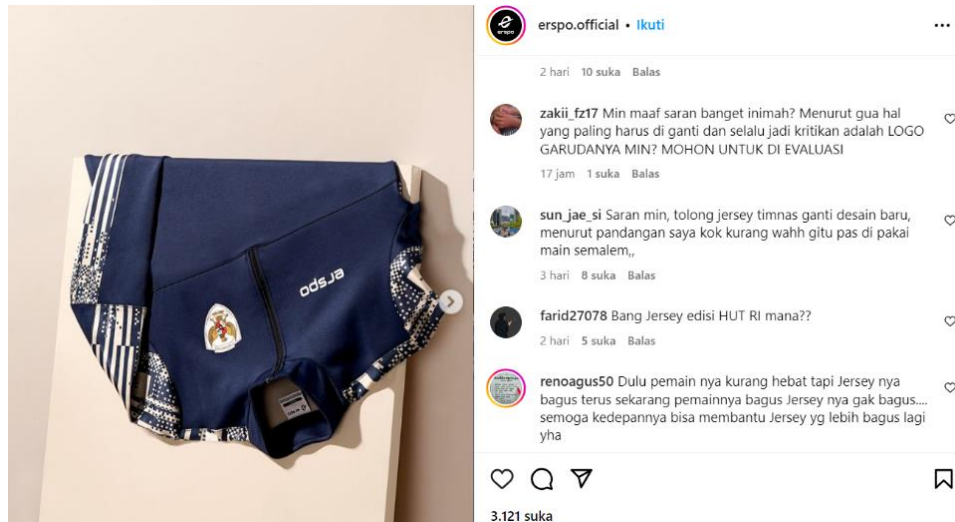 erspo
erspo.official • Ikuti
2 hari 10 suka Balas
zakii_fz17 Min maaf saran banget inimah? Menurut gua hal
yang paling harus di ganti dan selalu jadi kritikan adalah LOGO
GARUDANYA MIN? MOHON UNTUK DI EVALUASI
17 jam 1 suka Balas
sun_jae_si Saran min, tolong jersey timnas ganti desain baru,
menurut pandangan saya kok kurang wahh gitu pas di pakai
main semalem,,
3 hari 8 suka Balas
farid27078 Bang Jersey edisi HUT RI mana??
2 hari 5 suka Balas
renoagus50 Dulu pemain nya kurang hebat tapi Jersey nya
bagus terus sekarang pemainnya bagus Jersey nya gak bagus....
semoga kedepannya bisa membantu Jersey yg lebih bagus lagi
yha
3.121 suka
erspo